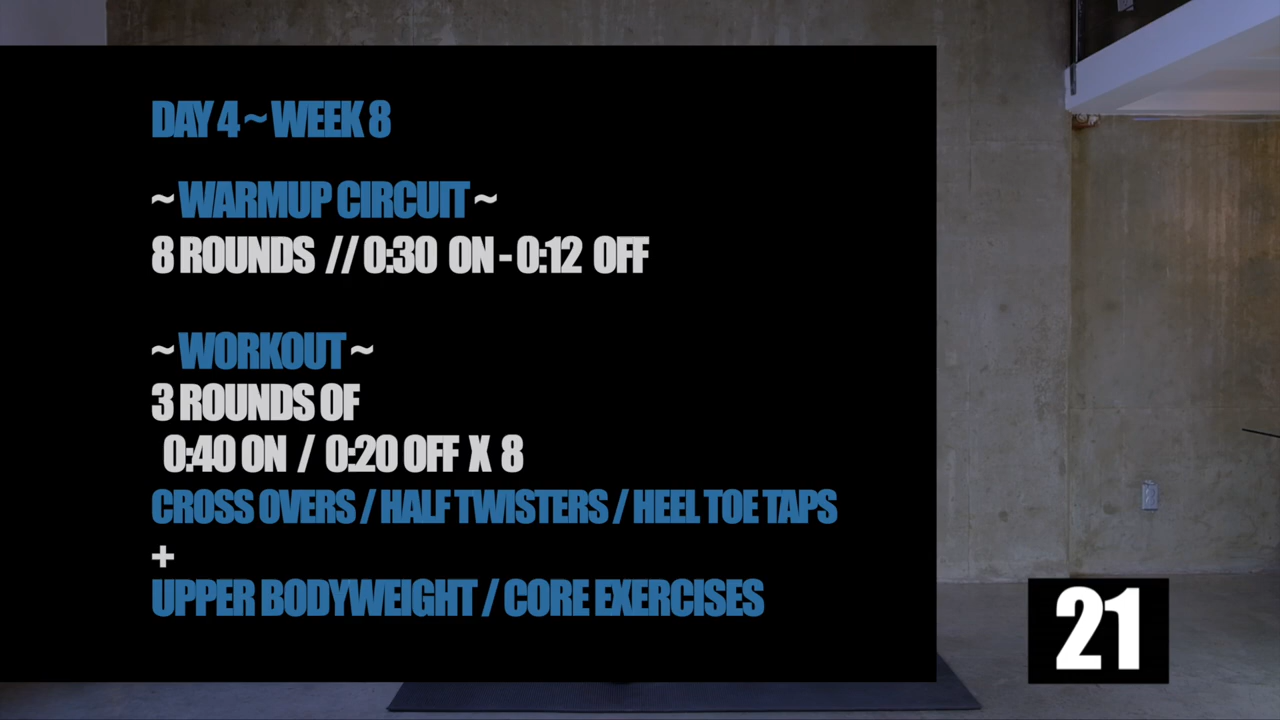 DAY 4 ~ WEEK 8
~ WARMUP CIRCUIT ~
8 ROUNDS // 0:30 ON - 0:12 OFF
~ WORKOUT ~
3 ROUNDS OF
0:40 ON / 0:20 OFF X 8
CROSS OVERS / HALF TWISTERS / HEEL TOE TAPS
+
UPPER BODYWEIGHT / CORE EXERCISES
21